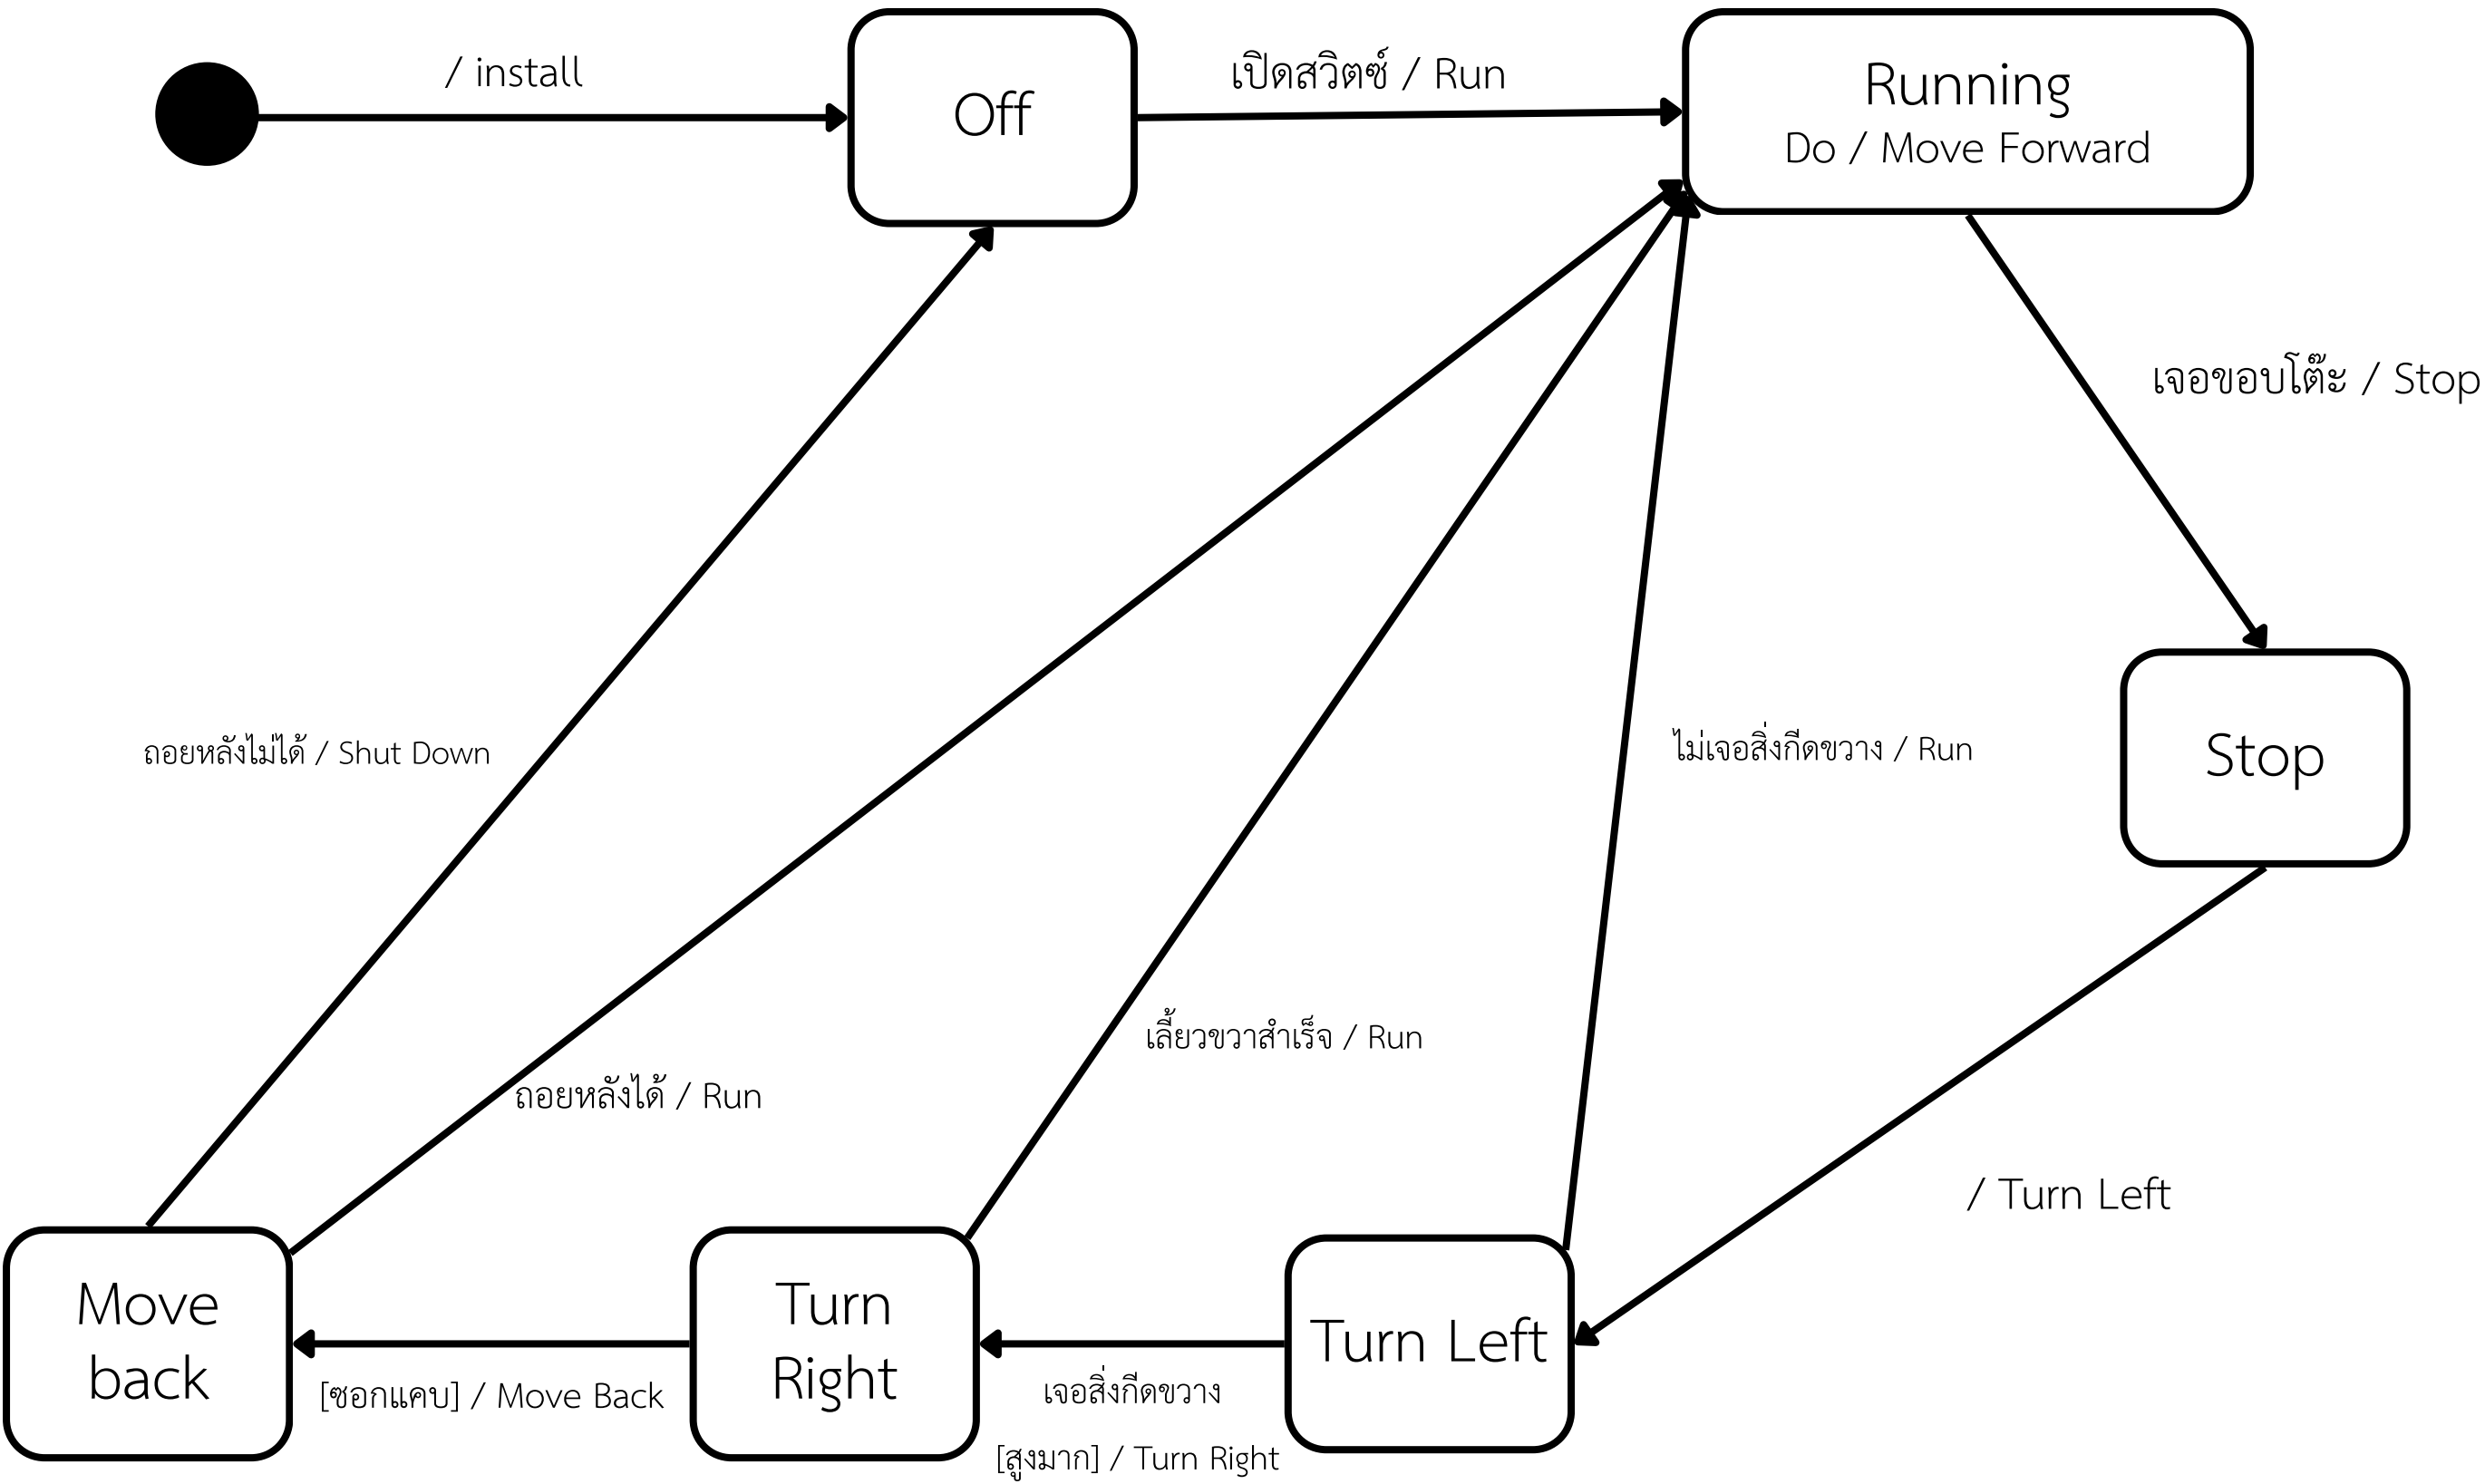 / install
Off
เปิดสวิตซ์ / Run
Running
Do / Move Forward
เจอขอบโต๊ะ / Stop
ถอยหลังไม่ได้ / Shut Down
ไม่เจอสิ่งกีดขวาง / Run
Stop
เลี้ยวขวาสำเร็จ / Run
ถอยหลังได้ / Run
/ Turn Left
Move
back
[ซอกแคบ] / Move Back
Turn
Right
เจอสิ่งกีดขวาง
[สูงมาก] / Turn Right
Turn Left